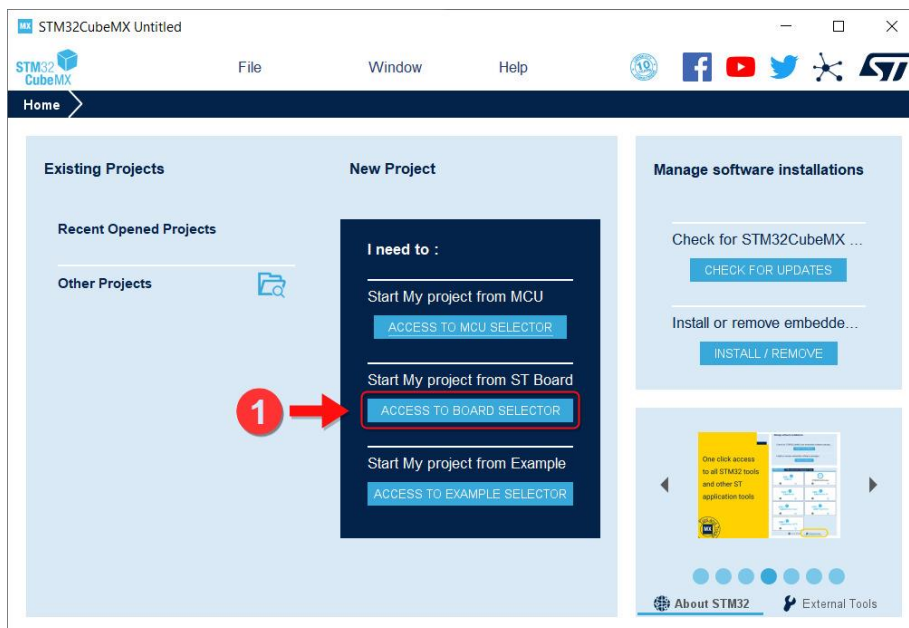 MX STM32CubeMX Untitled
STM32
CubeMX
File
Window
Help
10
Home
Existing Projects
Recent Opened Projects
Other Projects
New Project
I need to :
Start My project from MCU
ACCESS TO MCU SELECTOR
Start My project from ST Board
1
ACCESS TO BOARD SELECTOR
Start My project from Example
ACCESS TO EXAMPLE SELECTOR
Manage software installations
Check for STM32CubeMX ...
CHECK FOR UPDATES
Install or remove embedde...
INSTALL / REMOVE
One click access
to all STM32 tools
and other ST
application tools
MX
About STM32
External Tools